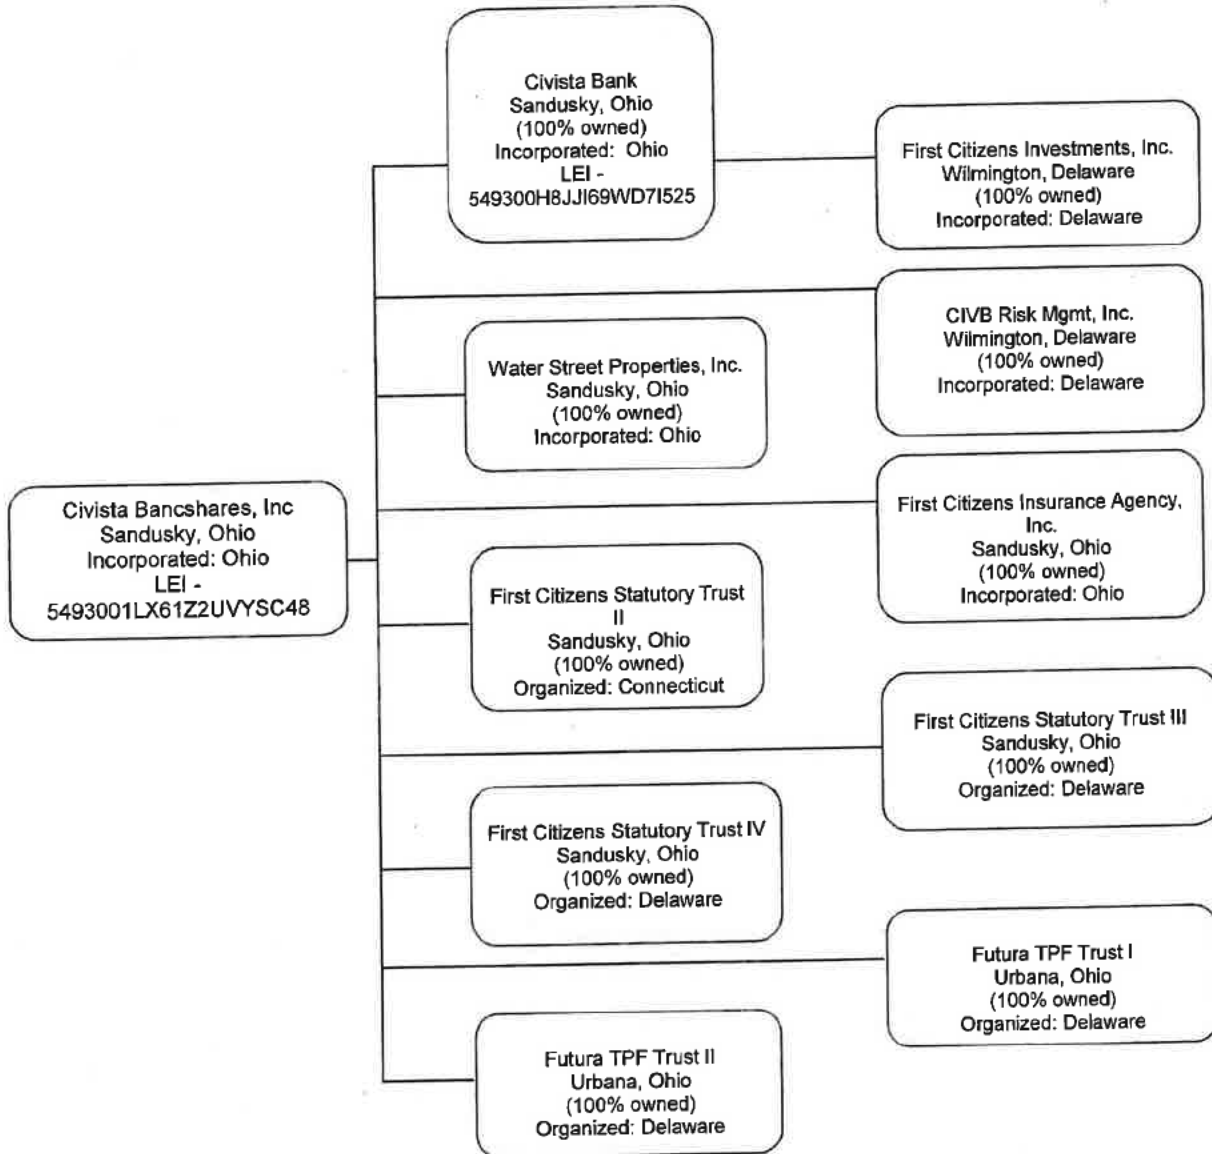 Civista Bank
Sandusky, Ohio
(100% owned)
Incorporated: Ohio
LEI -
549300H8JJI69WD7I525
First Citizens Investments, Inc.
Wilmington, Delaware
(100% owned)
Incorporated: Delaware
CIVB Risk Mgmt, Inc.
Wilmington, Delaware
(100% owned)
Incorporated: Delaware
Water Street Properties, Inc.
Sandusky, Ohio
(100% owned)
Incorporated: Ohio
Civista Bancshares, Inc
Sandusky, Ohio
Incorporated: Ohio
LEI -
5493001LX61Z2UVYSC48
First Citizens Insurance Agency,
Inc.
Sandusky, Ohio
(100% owned)
Incorporated: Ohio
First Citizens Statutory Trust
II
Sandusky, Ohio
(100% owned)
Organized: Connecticut
First Citizens Statutory Trust III
Sandusky, Ohio
(100% owned)
Organized: Delaware
First Citizens Statutory Trust IV
Sandusky, Ohio
(100% owned)
Organized: Delaware
Futura TPF Trust I
Urbana, Ohio
(100% owned)
Organized: Delaware
Futura TPF Trust II
Urbana, Ohio
(100% owned)
Organized: Delaware